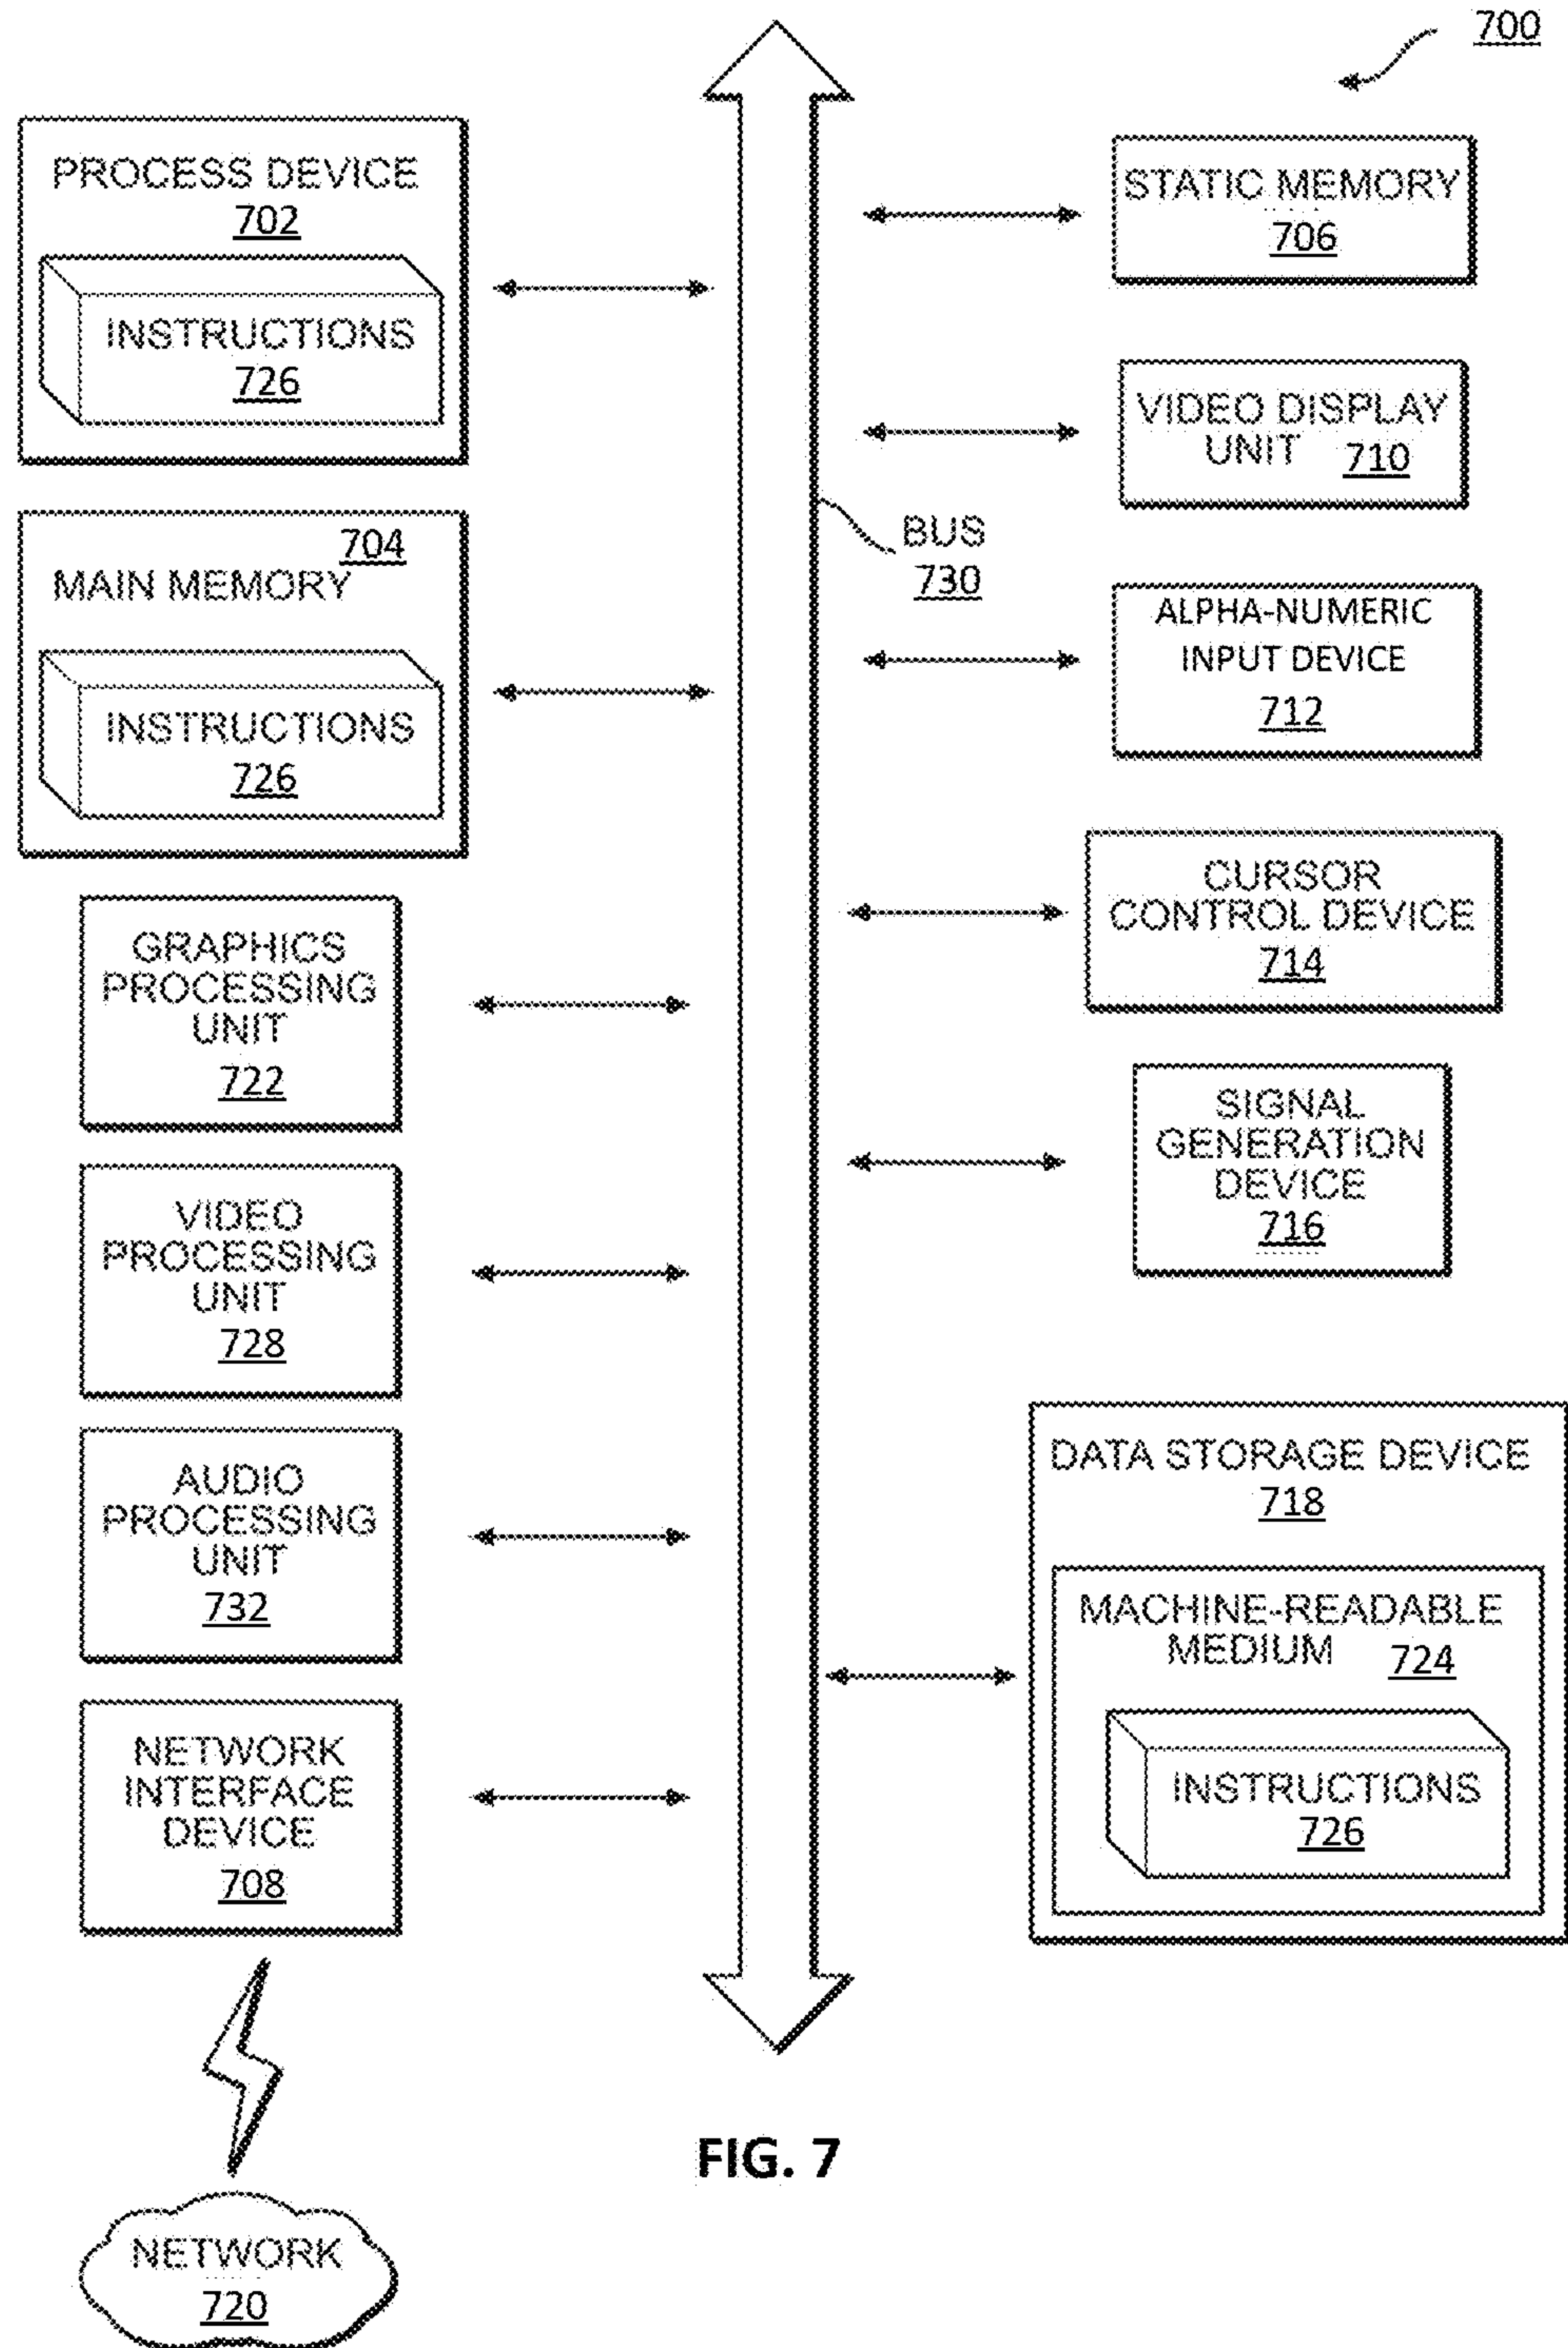 700
PROCESS DEVICE
702
INSTRUCTIONS
726
704
MAIN MEMORY
INSTRUCTIONS
726
GRAPHICS
PROCESSING
UNIT
722
VIDEO
PROCESSING
UNIT
728
AUDIO
PROCESSING
UNIT
732
NETWORK
INTERFACE
DEVICE
708
NETWORK
720
BUS
730
STATIC MEMORY
706
VIDEO DISPLAY
UNIT 710
ALPHA-NUMERIC
INPUT DEVICE
712
CURSOR
CONTROL DEVICE
714
SIGNAL
GENERATION
DEVICE
716
DATA STORAGE DEVICE
718
MACHINE-READABLE
MEDIUM 724
INSTRUCTIONS
726
FIG. 7